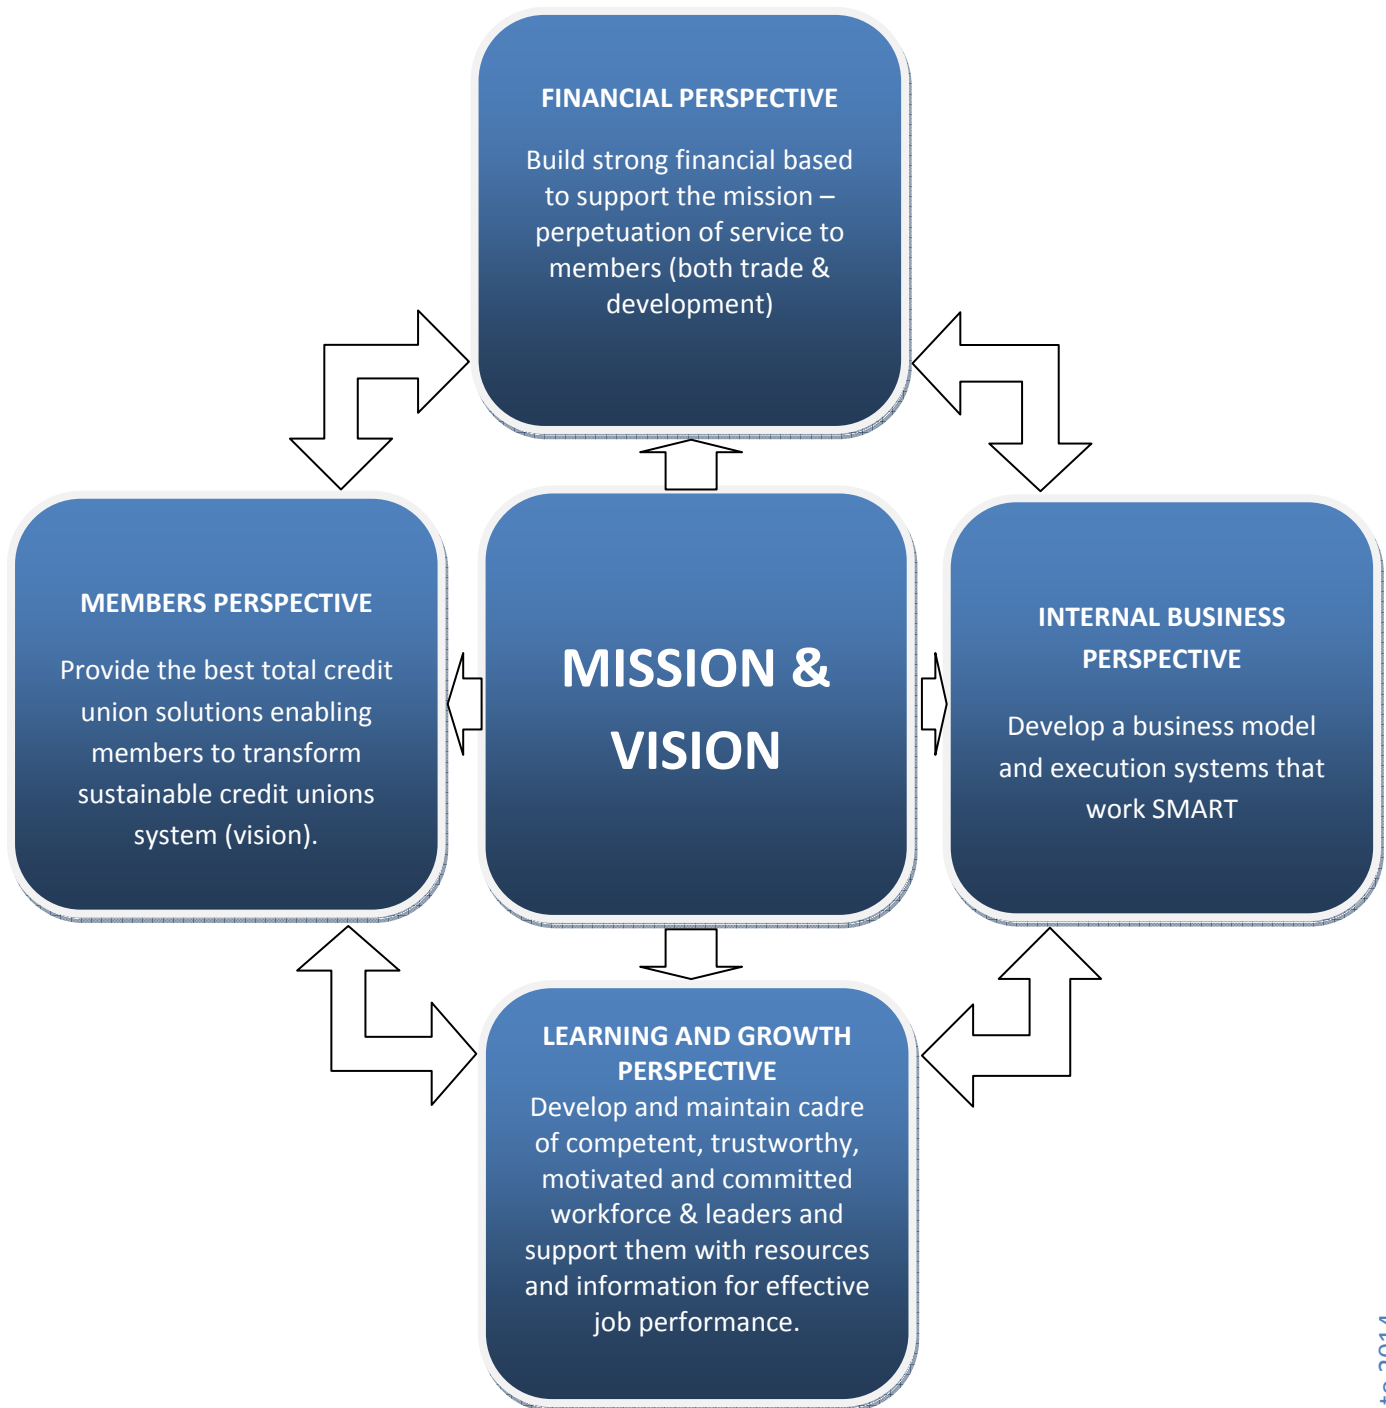 FINANCIAL PERSPECTIVE
Build strong financial based
to support the mission –
perpetuation of service to
members (both trade &
development)
MEMBERS PERSPECTIVE
Provide the best total credit
union solutions enabling
members to transform
sustainable credit unions
system (vision).
MISSION &
VISION
INTERNAL BUSINESS
PERSPECTIVE
Develop a business model
and execution systems that
work SMART
LEARNING AND GROWTH
PERSPECTIVE
Develop and maintain cadre
of competent, trustworthy,
motivated and committed
workforce & leaders and
support them with resources
and information for effective
job performance.
to 2014